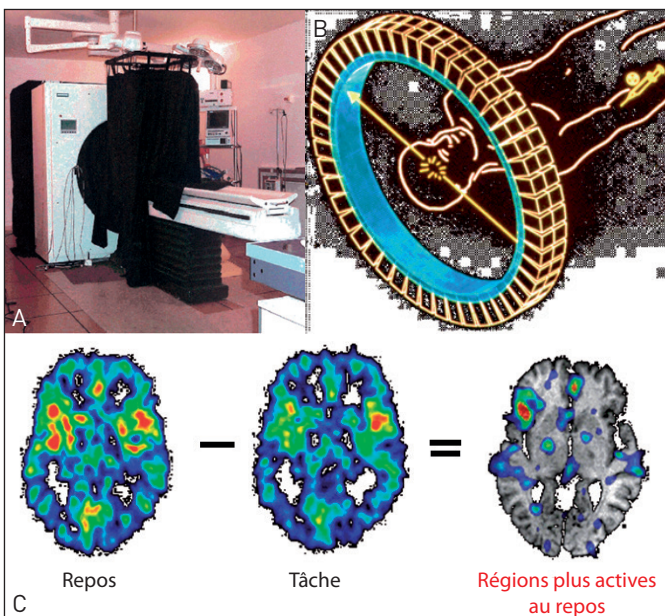 A
B
Repos
Tâche
Régions plus actives
au repos
C